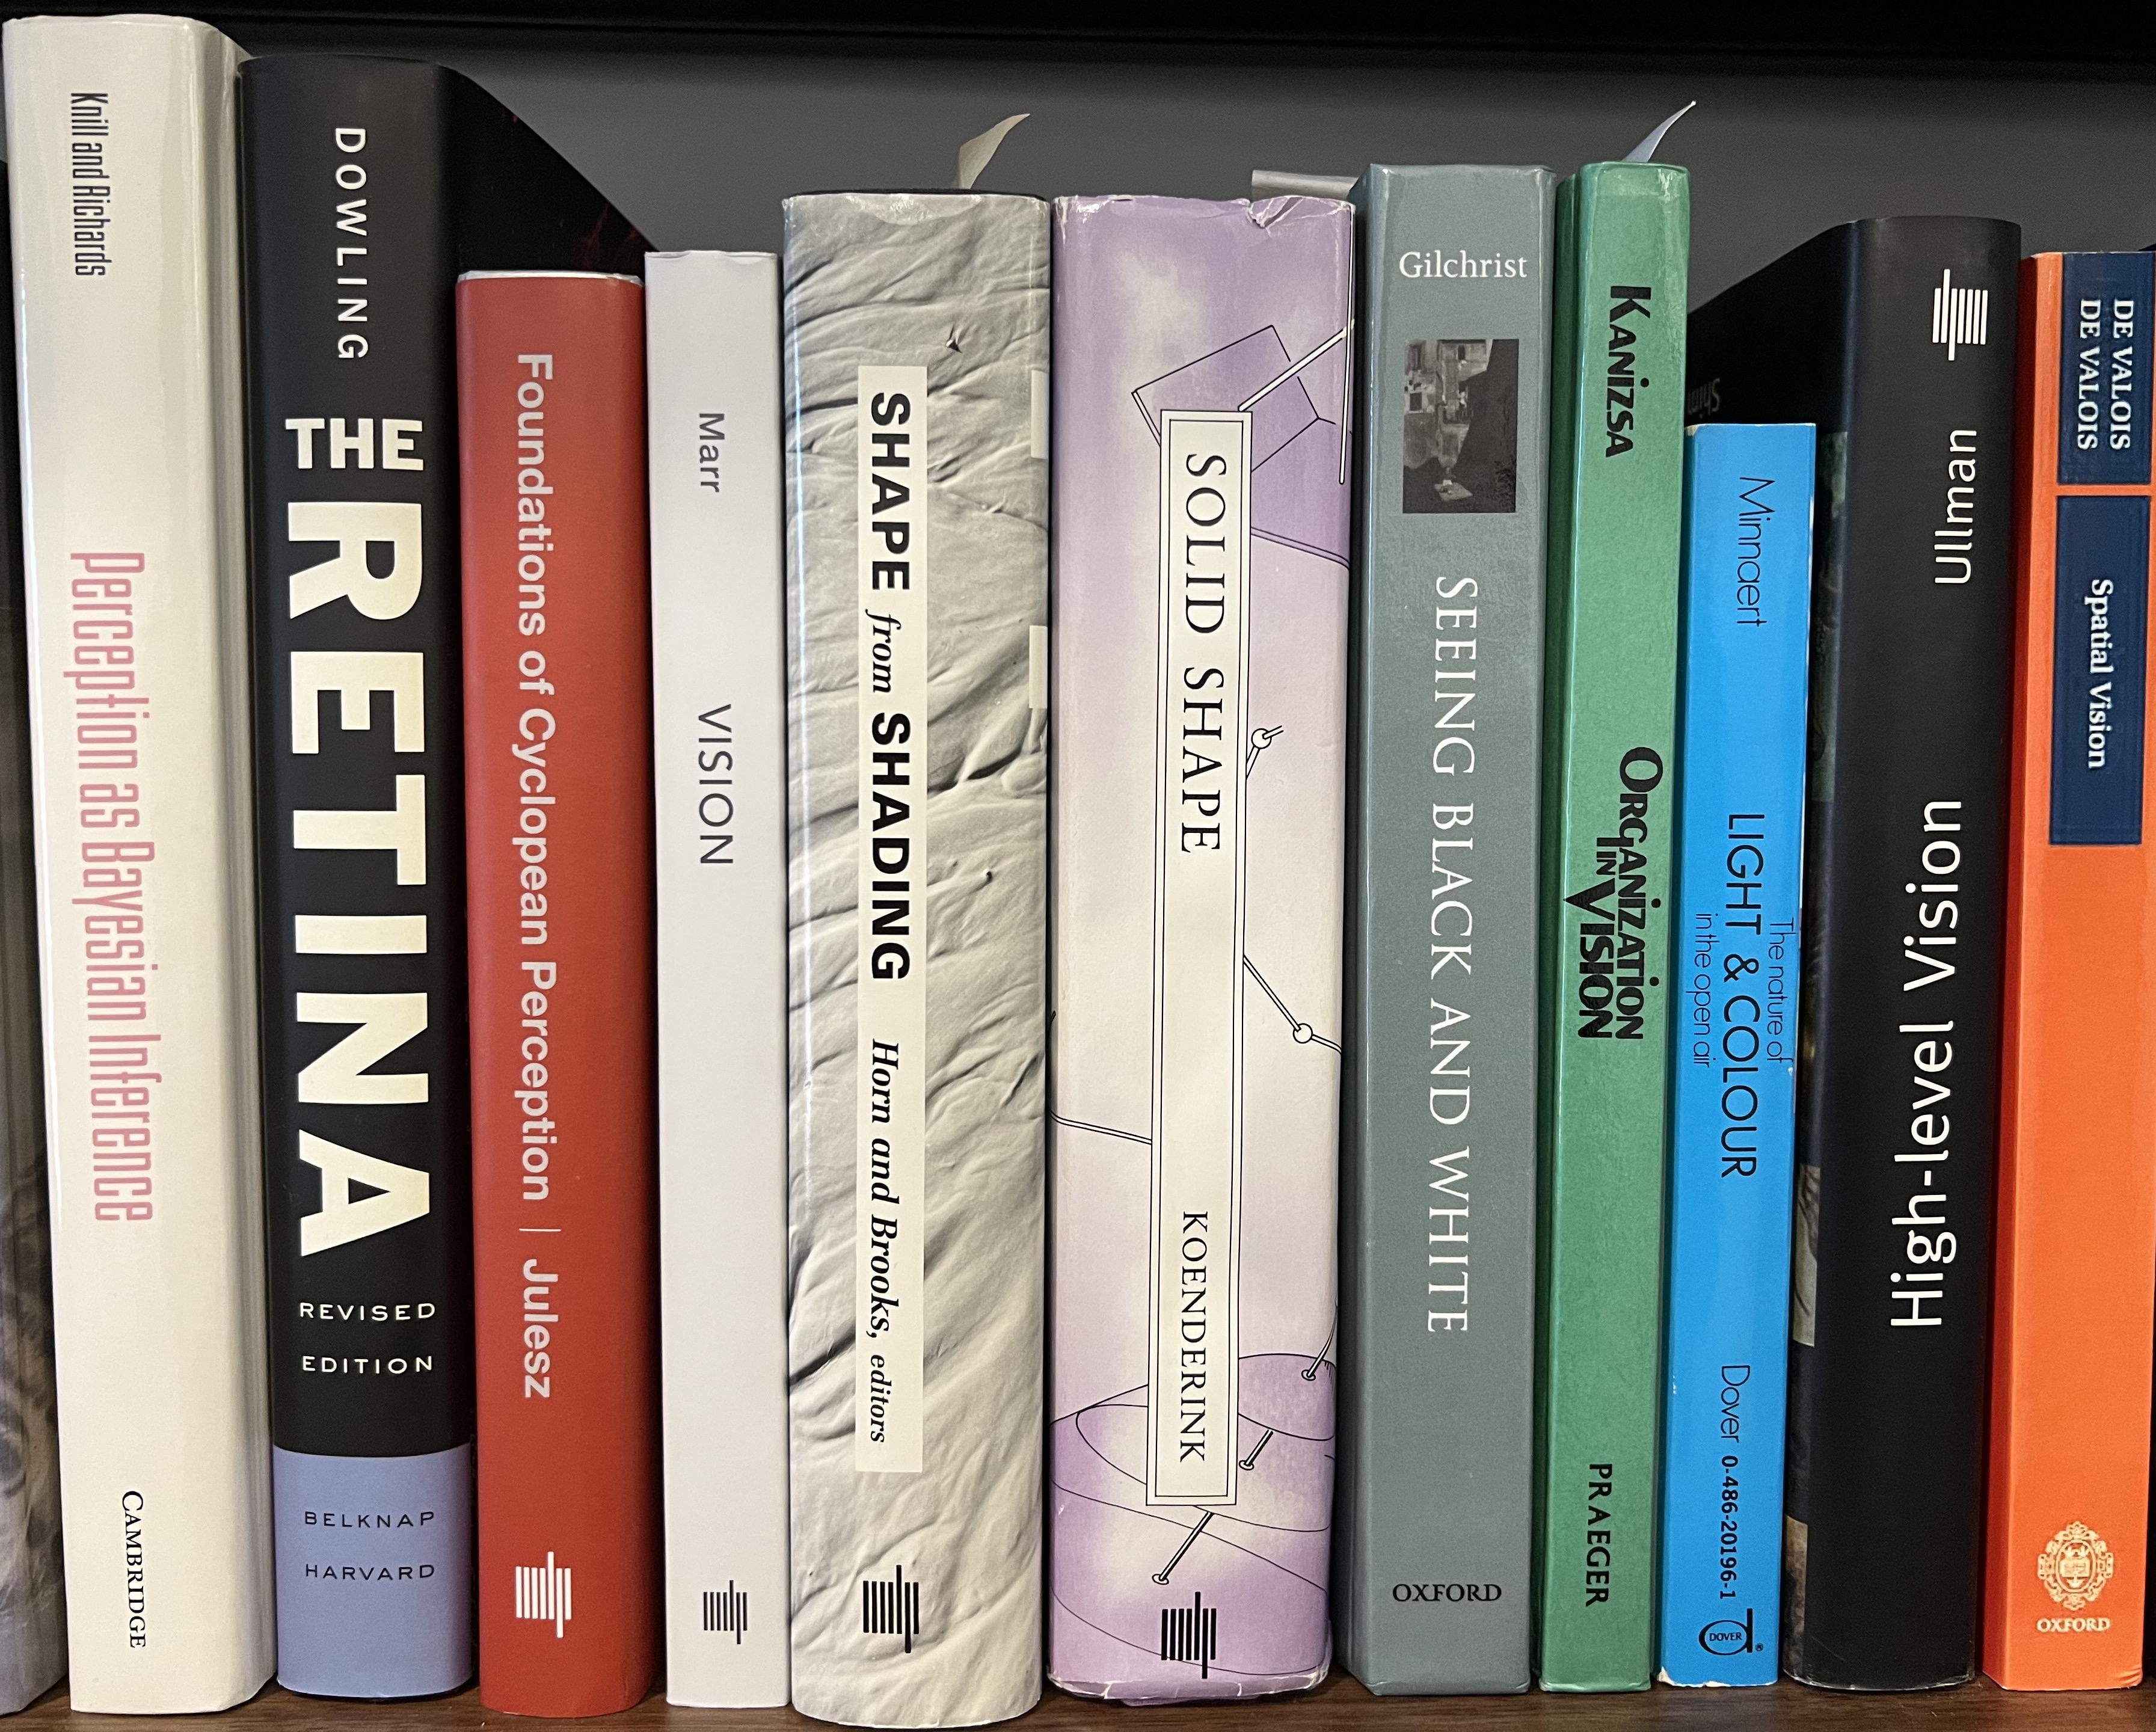 Knill and Richards
Perception as Bayesian Inference
CAMBRIDGE
DOWLING
THE
RETINA
REVISED
EDITION
BELKNAP
HARVARD
Foundations of Cyclopean Perception | Julesz
Marr
VISION
SHAPE from SHADING Horn and Brooks, editors
SOLID SHAPE
KOENDERINK
Gilchrist
SEEING BLACK AND WHITE
OXFORD
KANIZSA
ORGANIZATION
IN
VISION
PRAEGER
Minnaert
The nature of
LIGHT & COLOUR
in the open air
Dover 0-486-20196-1
DOVER®
Ullman
High-level vision
DE VALOIS
DE VALOIS
Spatial Vision
OXFORD